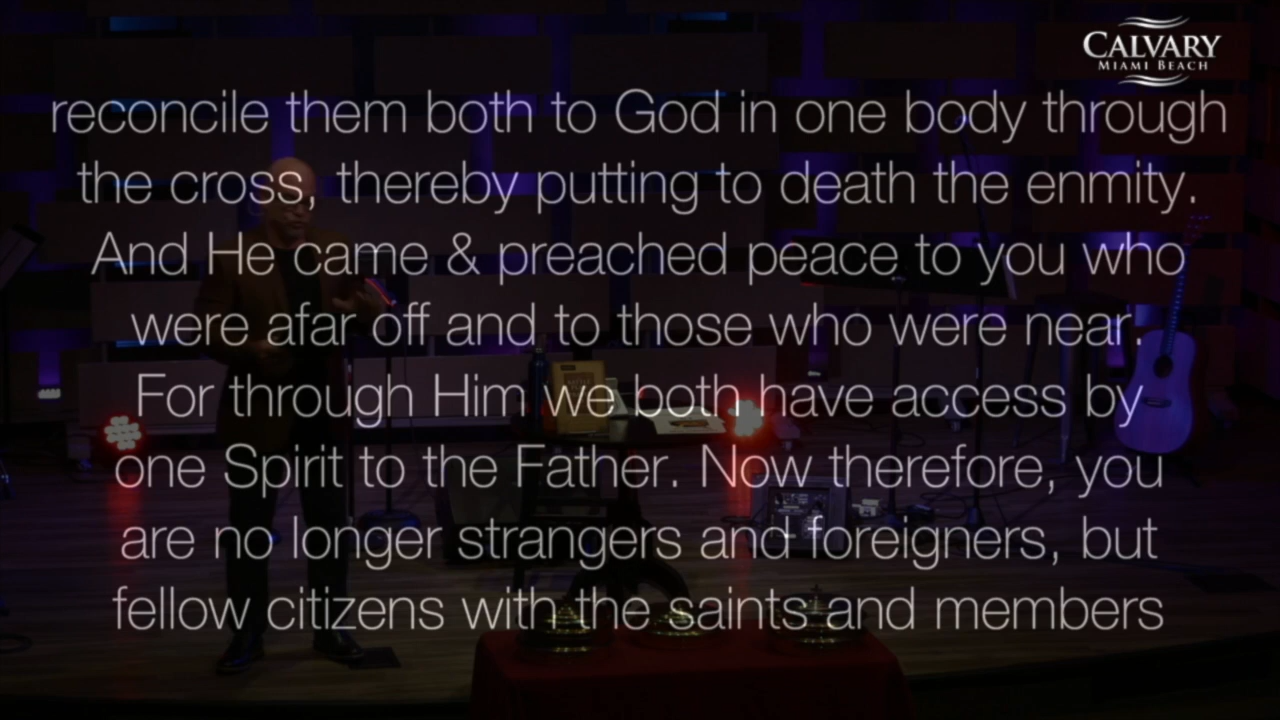 CALVARY
MIAMI BEACH
reconcile them both to God in one body through
the cross, thereby putting to death the enmity.
And He came & preached peace to you who
were afar off and to those who were near.
For through Him we both have access by
one Spirit to the Father. Now therefore, you
are no longer strangers and foreigners, but
fellow citizens with the saints and members